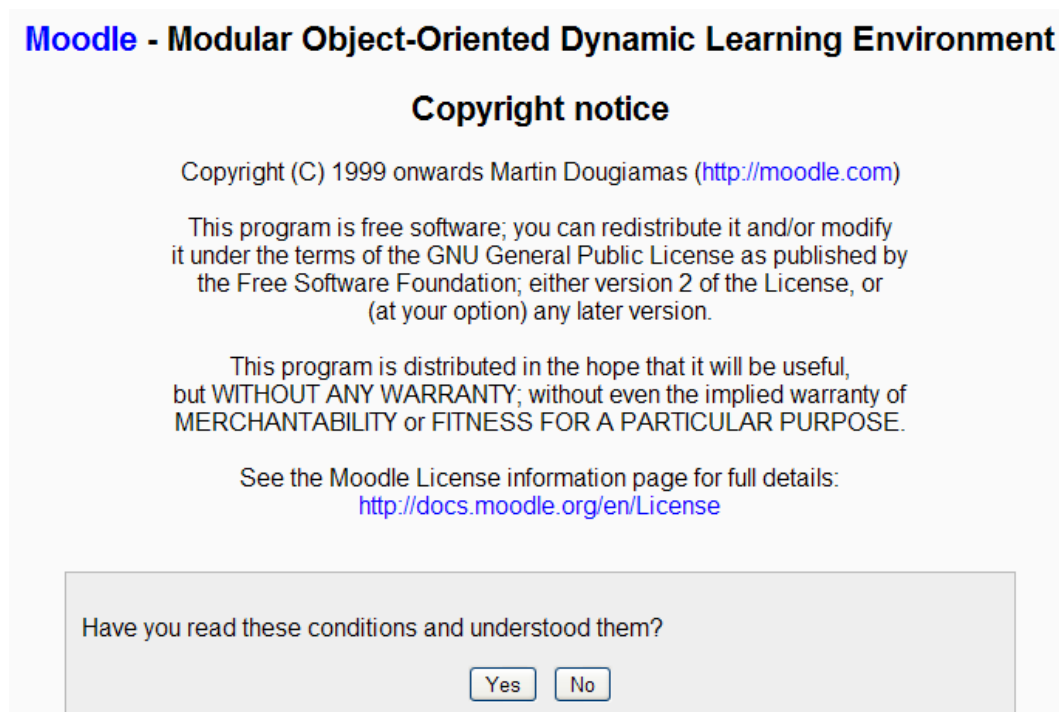 Moodle - Modular Object-Oriented Dynamic Learning Environment
Copyright notice
Copyright (C) 1999 onwards Martin Dougiamas (http://moodle.com)
This program is free software; you can redistribute it and/or modify
it under the terms of the GNU General Public License as published by
the Free Software Foundation; either version 2 of the License, or
(at your option) any later version.
This program is distributed in the hope that it will be useful,
but WITHOUT ANY WARRANTY; without even the implied warranty of
MERCHANTABILITY or FITNESS FOR A PARTICULAR PURPOSE.
See the Moodle License information page for full details:
http://docs.moodle.org/en/License
Have you read these conditions and understood them?
Yes No